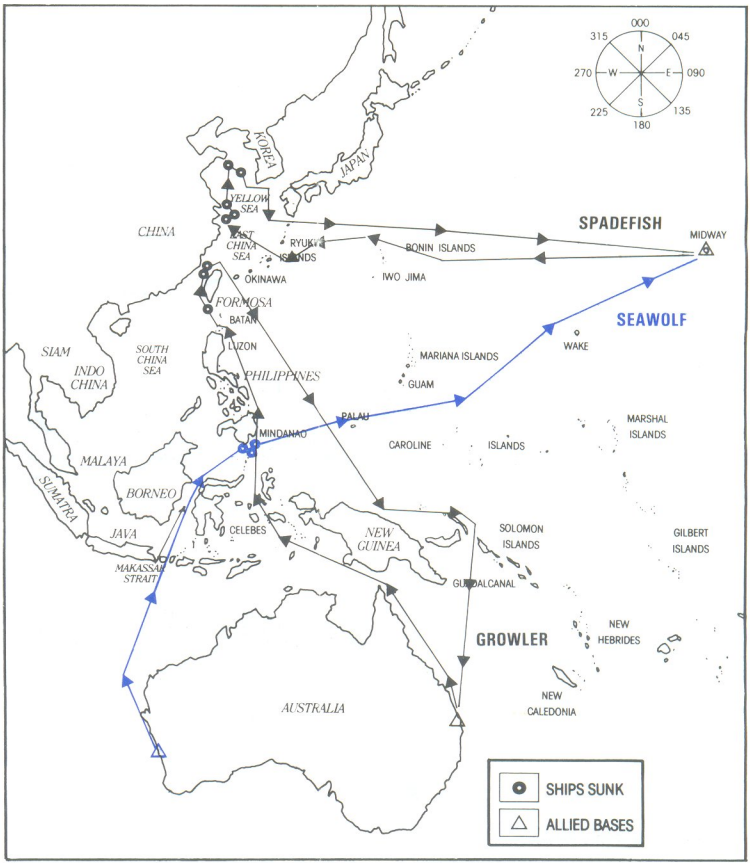 000
315
045
N
270
W
E
090
S
225
135
180
KOREA
JAPAN
YELLOW
SEA
CHINA
EAST
CHINA
SEA
RYUKYU
ISLANDS
BONIN ISLANDS
SPADEFISH
MIDWAY
OKINAWA
IWO JIMA
FORMOSA
BATAN
SEAWOLF
LUZON
WAKE
SIAM
INDO
CHINA
SOUTH
CHINA
SEA
MARIANA ISLANDS
GUAM
PHILIPPINES
PALAU
MINDANAO
CAROLINE
ISLANDS
MARSHAL
ISLANDS
MALAYA
BORNEO
SUMATRA
JAVA
CELEBES
NEW
GUINEA
SOLOMON
ISLANDS
GILBERT
ISLANDS
MAKASSAR
STRAIT
GUADALCANAL
GROWLER
NEW
HEBRIDES
AUSTRALIA
NEW
CALEDONIA
SHIPS SUNK
ALLIED BASES